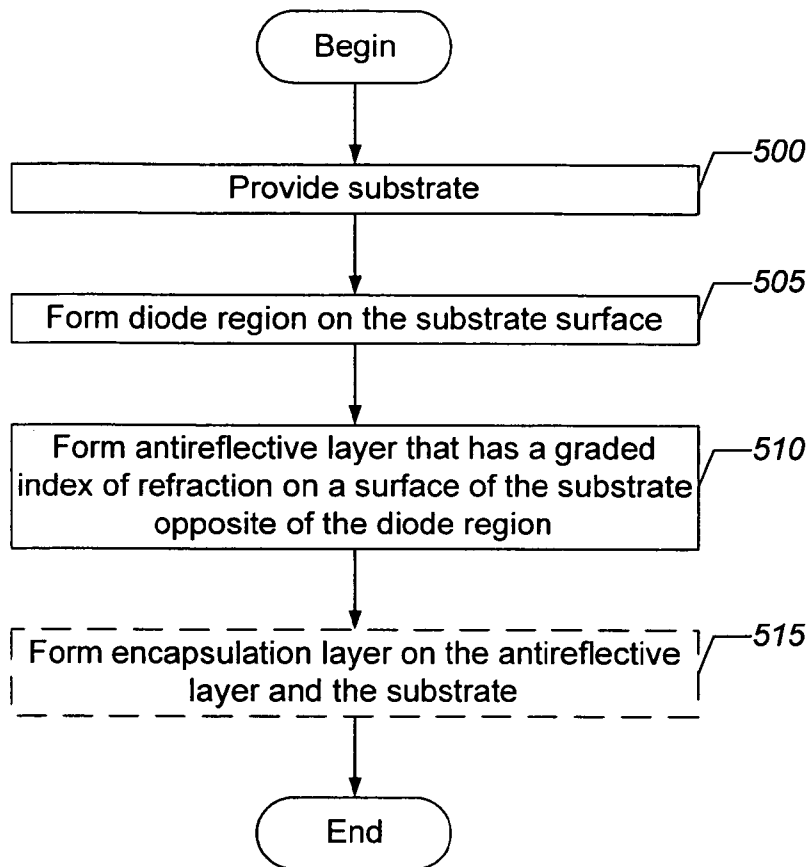 Begin
500
Provide substrate
505
Form diode region on the substrate surface
510
Form antireflective layer that has a graded
index of refraction on a surface of the substrate
opposite of the diode region
515
Form encapsulation layer on the antireflective
layer and the substrate
End